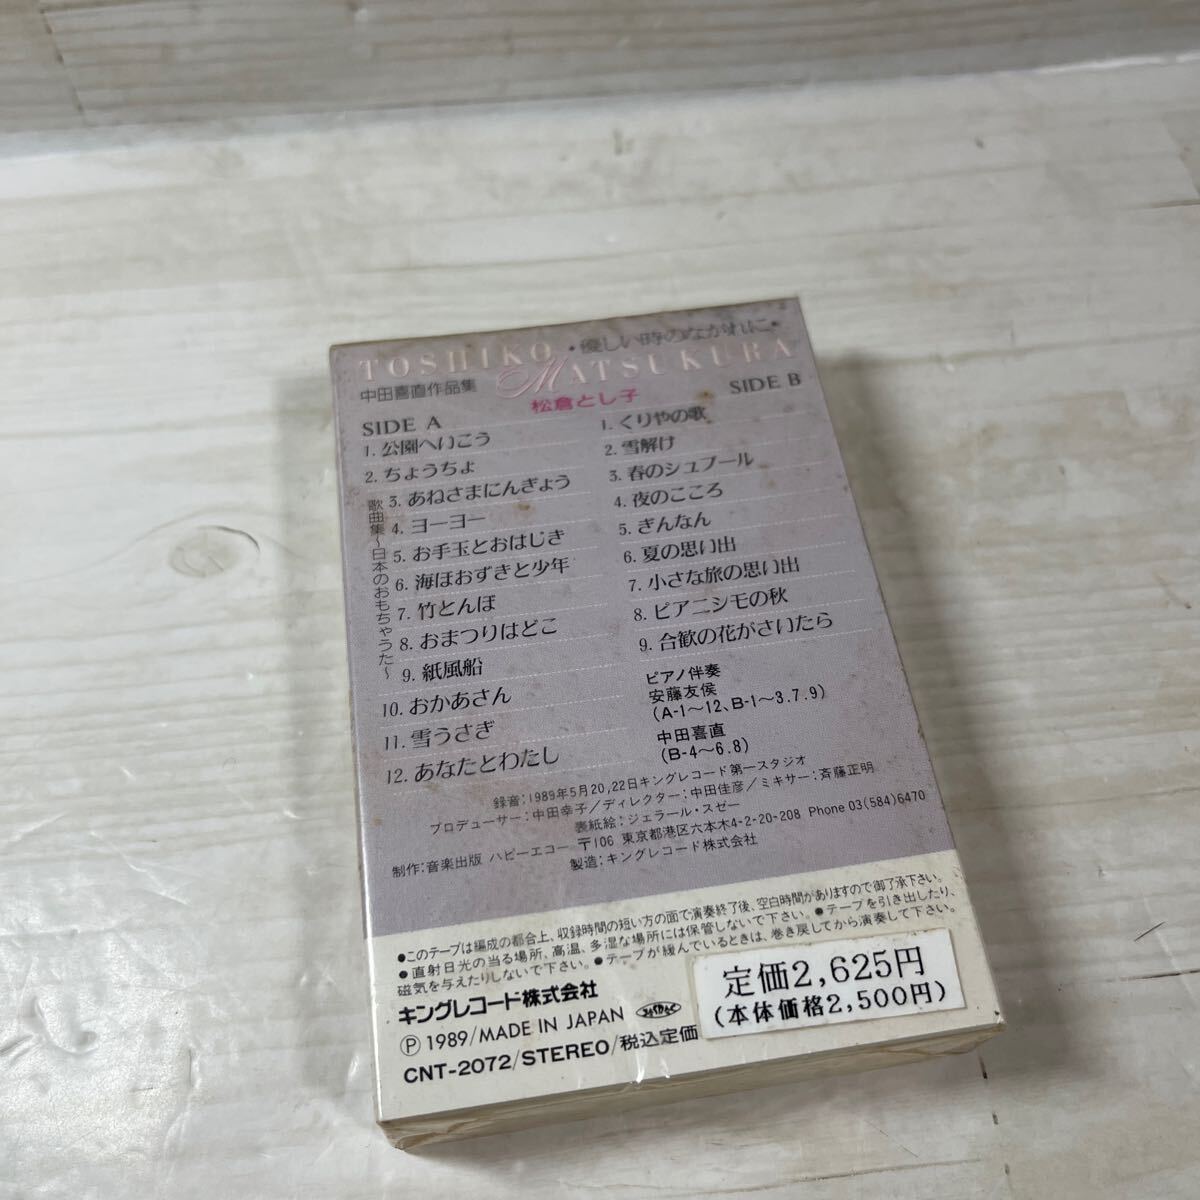 ・優しい時のながれに・
TOSHIKO MATSUKURA
中田喜直作品集
松倉とし子
SIDE A
1. 公園へいこう
2. ちょうちょ
歌曲集〜日本のおもちゃうた〜
3. あねさまにんぎょう
4. ヨーヨー
5. お手玉とおはじき
6. 海ほおずきと少年
7. 竹とんぼ
8. おまつりはどこ
9. 紙風船
10. おかあさん
11. 雪うさぎ
12. あなたとわたし
SIDE B
1. くりやの歌
2. 雪解け
3. 春のシュプール
4. 夜のこころ
5. ぎんなん
6. 夏の思い出
7. 小さな旅の思い出
8. ピアニシモの秋
9. 合歓の花がさいたら
ピアノ伴奏
安藤友侯
(A-1〜12、B-1〜3.7.9)
中田喜直
(B-4〜6.8)
録音:1989年5月20,22日キングレコード第一スタジオ
プロデューサー:中田幸子/ディレクター:中田佳彦/ミキサー:斉藤正明
表紙絵:ジェラール・スゼー
制作:音楽出版 ハピーエコー 〒106 東京都港区六本木4-2-20-208 Phone 03(584)6470
製造:キングレコード株式会社
●このテープは編成の都合上、収録時間の短い方の面で演奏終了後、空白時間がありますので御了承下さい。
●直射日光の当る場所、高温、多湿な場所には保管しないで下さい。●テープを引き出したり、
磁気を与えたりしないで下さい。●テープが緩んでいるときは、巻き戻してから演奏して下さい。
キングレコード株式会社
Ⓟ1989/MADE IN JAPAN
CNT-2072/STEREO/税込定価
定価2,625円
(本体価格2,500円)